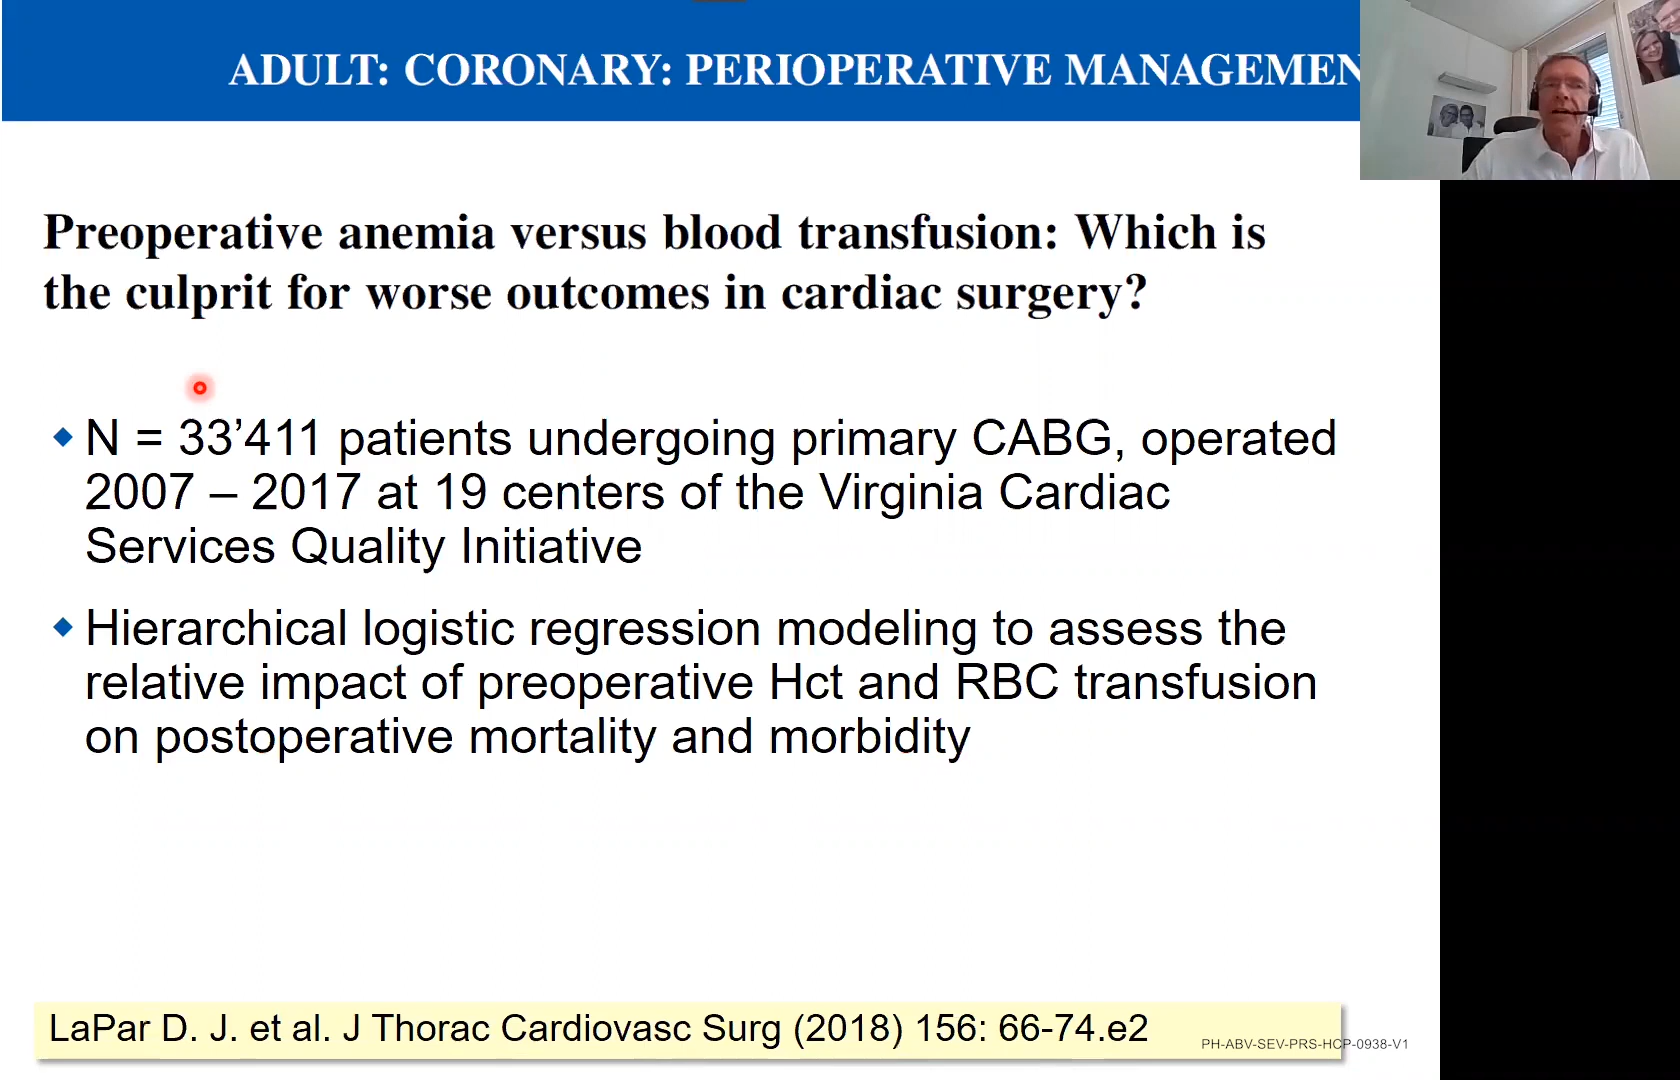 ADULT: CORONARY: PERIOPERATIVE MANAGEMEN
Preoperative anemia versus blood transfusion: Which is
the culprit for worse outcomes in cardiac surgery?
N = 33’411 patients undergoing primary CABG, operated
2007 – 2017 at 19 centers of the Virginia Cardiac
Services Quality Initiative
Hierarchical logistic regression modeling to assess the
relative impact of preoperative Hct and RBC transfusion
on postoperative mortality and morbidity
LaPar D. J. et al. J Thorac Cardiovasc Surg (2018) 156: 66-74.e2
PH-ABV-SEV-PRS-HCP-0938-V1